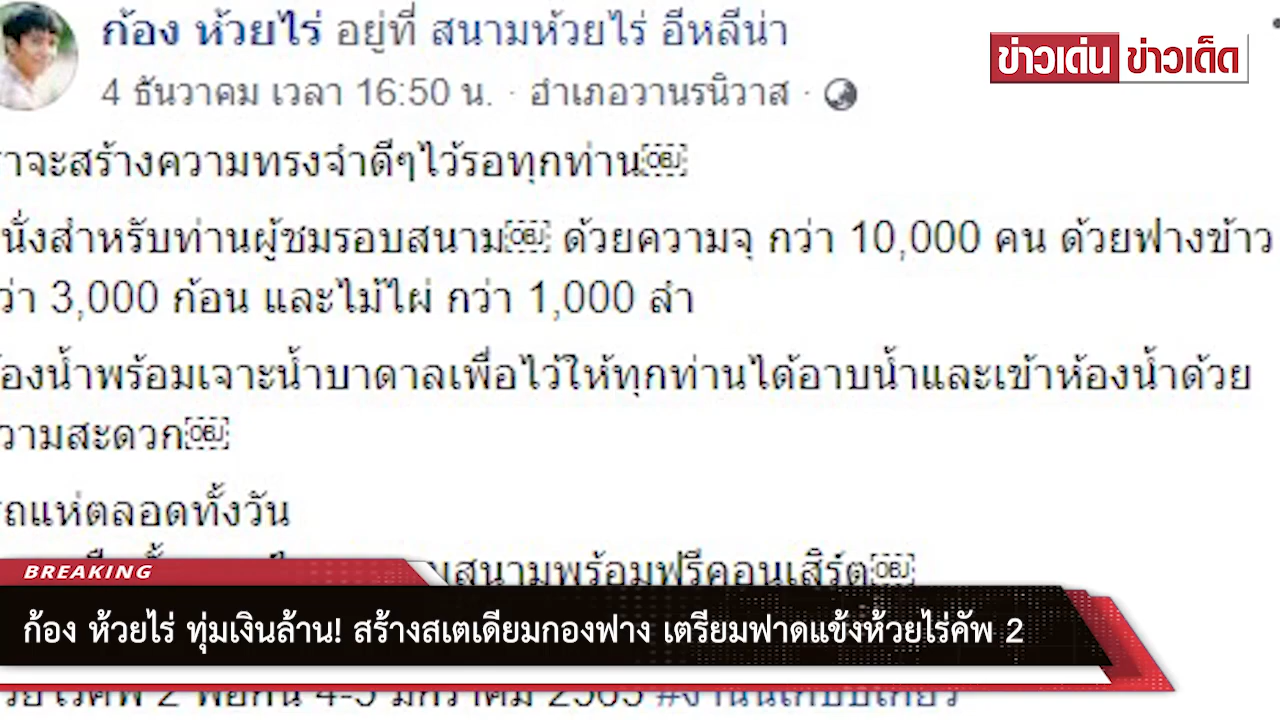 ก้อง ห้วยไร่ อยู่ที่ สนามห้วยไร่ อีหลีน่า
ข่าวเด่น ข่าวเด็ด
4 ธันวาคม เวลา 16:50 น. · อำเภอวานรนิวาส ·
าจะสร้างความทรงจำดีๆไว้รอทุกท่าน￼
นั่งสำหรับท่านผู้ชมรอบสนาม￼ ด้วยความจุ กว่า 10,000 คน ด้วยฟางข้าว
ว่า 3,000 ก้อน และไม้ไผ่ กว่า 1,000 ลำ
้องน้ำพร้อมเจาะน้ำบาดาลเพื่อไว้ให้ทุกท่านได้อาบน้ำและเข้าห้องน้ำด้วย
วามสะดวก￼
รถแห่ตลอดทั้งวัน
สนามพร้อมฟรีคอนเสิร์ต￼
BREAKING
ก้อง ห้วยไร่ ทุ่มเงินล้าน! สร้างสเตเดียมกองฟาง เตรียมฟาดแข้งห้วยไร่คัพ 2
2 พ้อกัน 4-5 มกราคม 2563